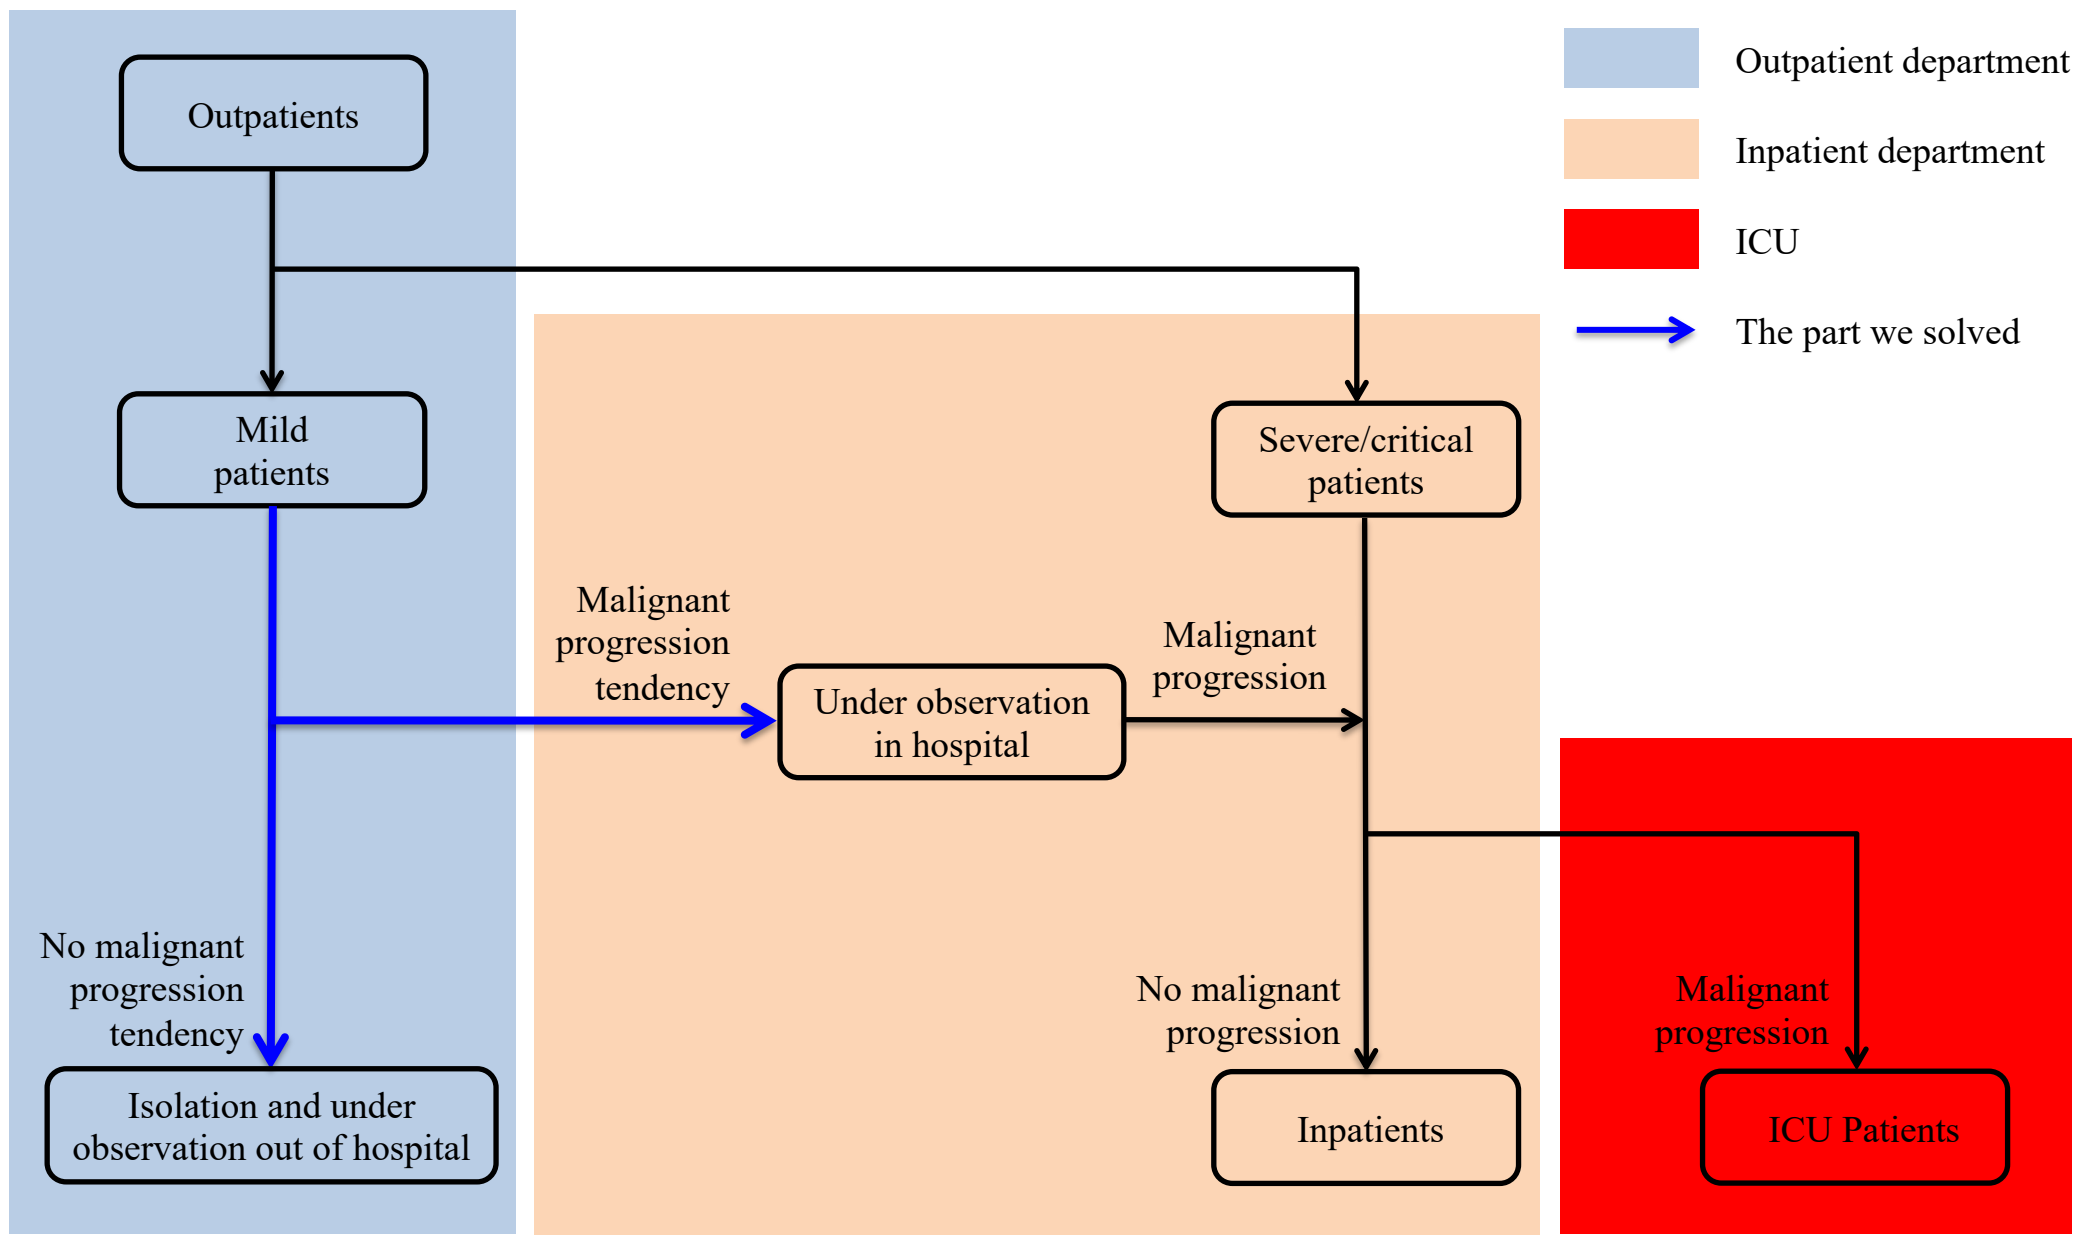 Outpatients
Outpatient department
Inpatient department
ICU
The part we solved
Mild
patients
Severe/critical
patients
Malignant
progression
tendency
Under observation
in hospital
Malignant
progression
No malignant
progression
tendency
No malignant
progression
Malignant
progression
Isolation and under
observation out of hospital
Inpatients
ICU Patients